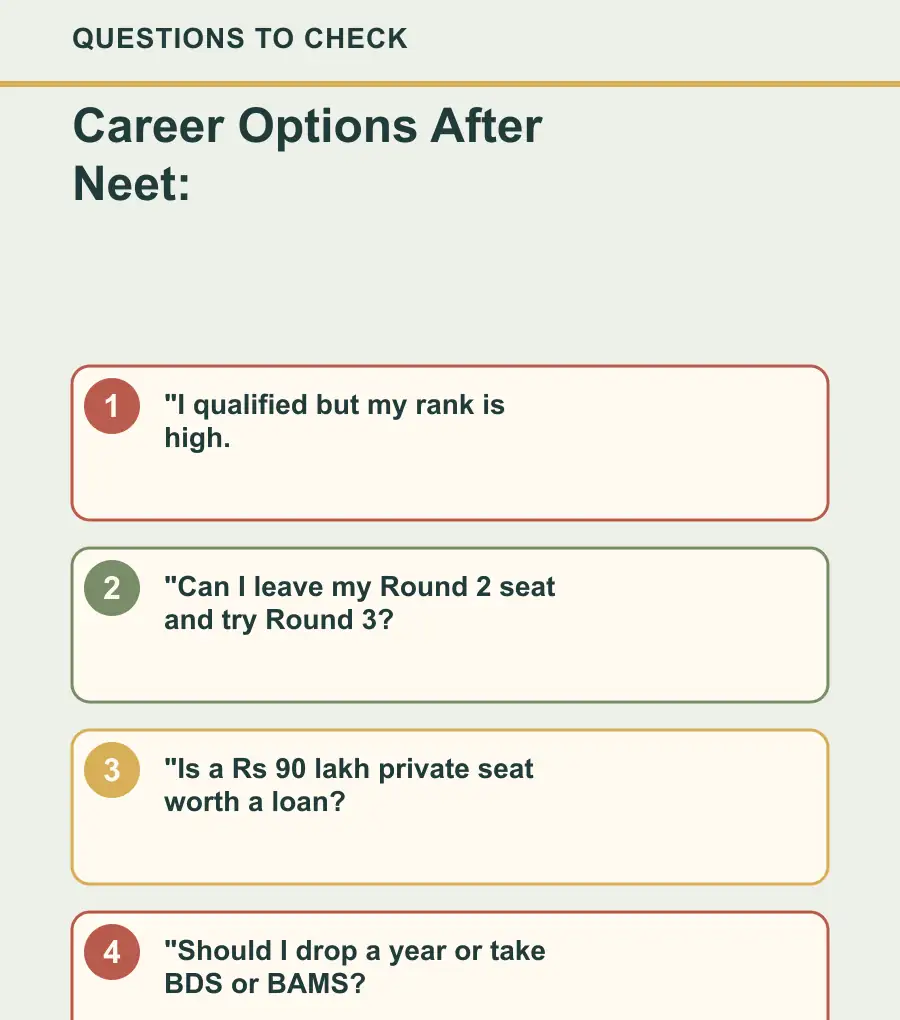 QUESTIONS TO CHECK
Career Options After
Neet:
1
"I qualified but my rank is
high.
2
"Can I leave my Round 2 seat
and try Round 3?
3
"Is a Rs 90 lakh private seat
worth a loan?
4
"Should I drop a year or take
BDS or BAMS?